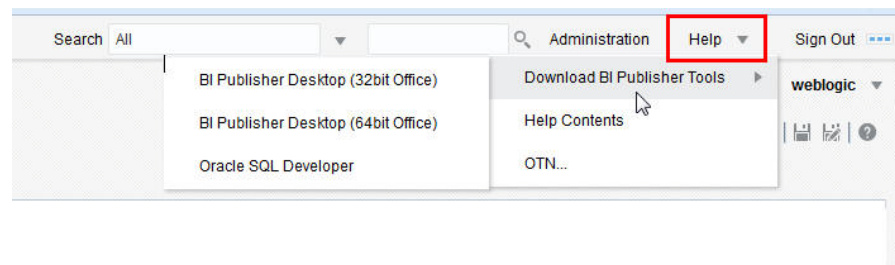 Search All Administration Help Sign Out
BI Publisher Desktop (32bit Office) Download BI Publisher Tools weblogic
BI Publisher Desktop (64bit Office) Help Contents
Oracle SQL Developer OTN...